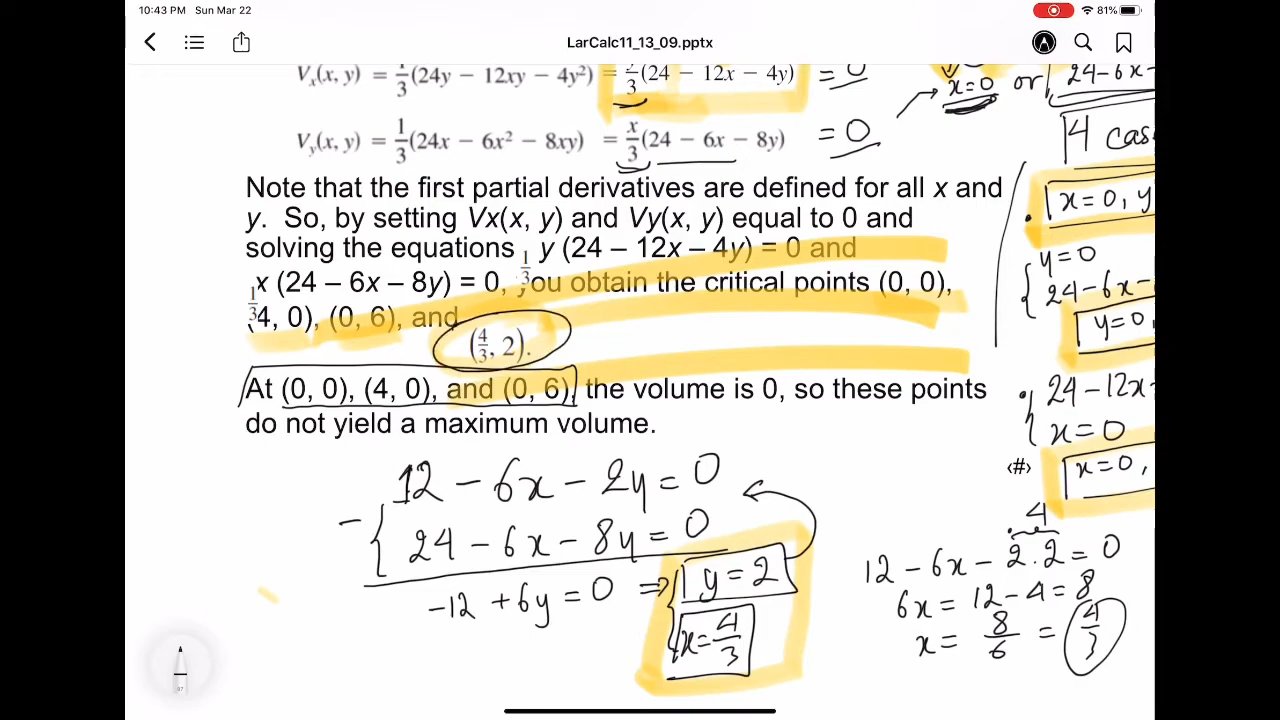 10:43 PM Sun Mar 22
81%
LarCalc11_13_09.pptx
Vₓ(x, y) = 1/3(24y − 12xy − 4y²) = y/3(24 − 12x − 4y) = 0
x=0 or 24−6x−
Vᵧ(x, y) = 1/3(24x − 6x² − 8xy) = x/3(24 − 6x − 8y) = 0
4 cas
Note that the first partial derivatives are defined for all x and
y. So, by setting Vx(x, y) and Vy(x, y) equal to 0 and
solving the equations 1/3 y (24 – 12x – 4y) = 0 and
1/3 x (24 – 6x – 8y) = 0, you obtain the critical points (0, 0),
(4, 0), (0, 6), and
(4/3, 2).
At (0, 0), (4, 0), and (0, 6), the volume is 0, so these points
do not yield a maximum volume.
x=0, y
y=0
24−6x−
y=0,
24−12x
x=0
‹#›
x=0,
12 − 6x − 2y = 0
− 24 − 6x − 8y = 0
−12 + 6y = 0 ⇒ y = 2
x = 4/3
4
12 − 6x − 2·2 = 0
6x = 12−4 = 8
x = 8/6 = 4/3
97